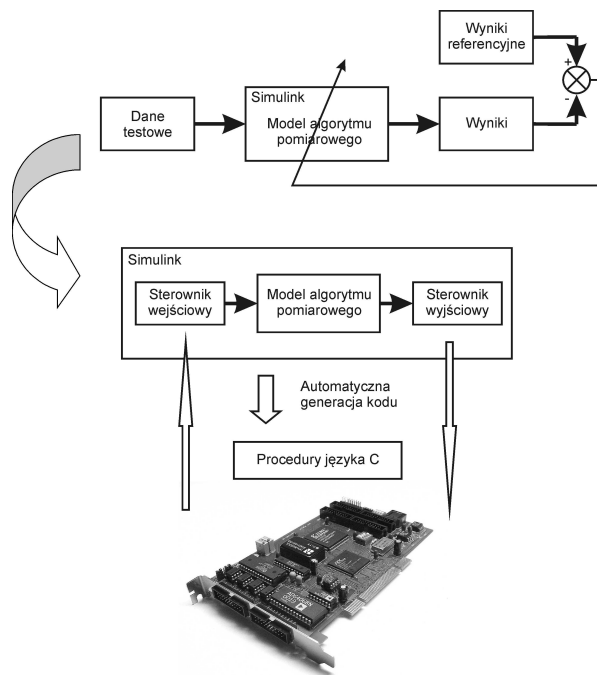 Wyniki
referencyjne
+
-
Simulink
Dane
testowe
Model algorytmu
pomiarowego
Wyniki
Simulink
Sterownik
wejściowy
Model algorytmu
pomiarowego
Sterownik
wyjściowy
Automatyczna
generacja kodu
Procedury języka C